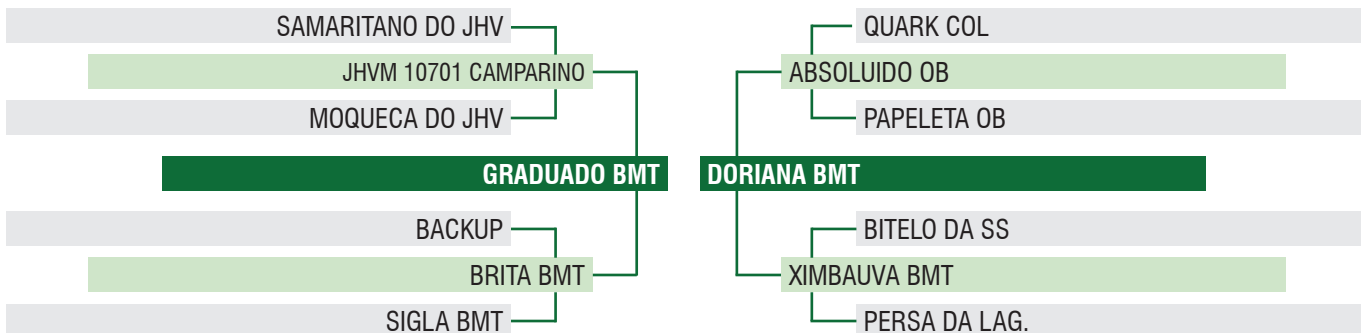 SAMARITANO DO JHV
QUARK COL
JHVM 10701 CAMPARINO
ABSOLUIDO OB
MOQUECA DO JHV
PAPELETA OB
GRADUADO BMT
DORIANA BMT
BACKUP
BITELO DA SS
BRITA BMT
XIMBAUVA BMT
SIGLA BMT
PERSA DA LAG.